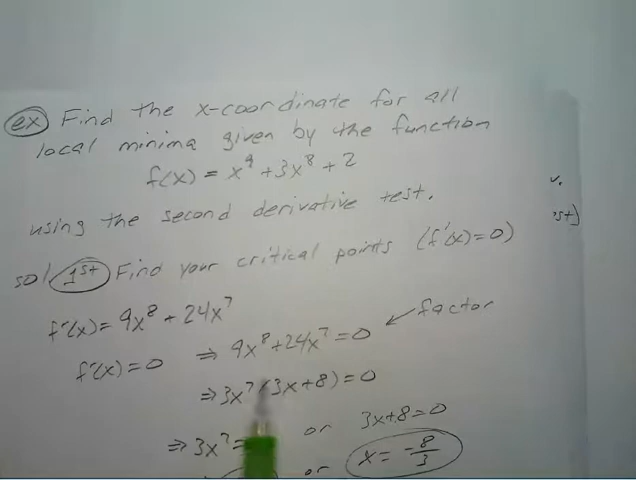 ex Find the x-coordinate for all
local minima given by the function
f(x) = x⁹ + 3x⁸ + 2
v.
using the second derivative test.
st)
sol 1st Find your critical points (f'(x)=0)
f'(x) = 9x⁸ + 24x⁷
factor
f'(x) = 0 ⇒ 9x⁸ + 24x⁷ = 0
⇒ 3x⁷(3x+8) = 0
⇒ 3x⁷ = or 3x+8=0
or x = -8/3